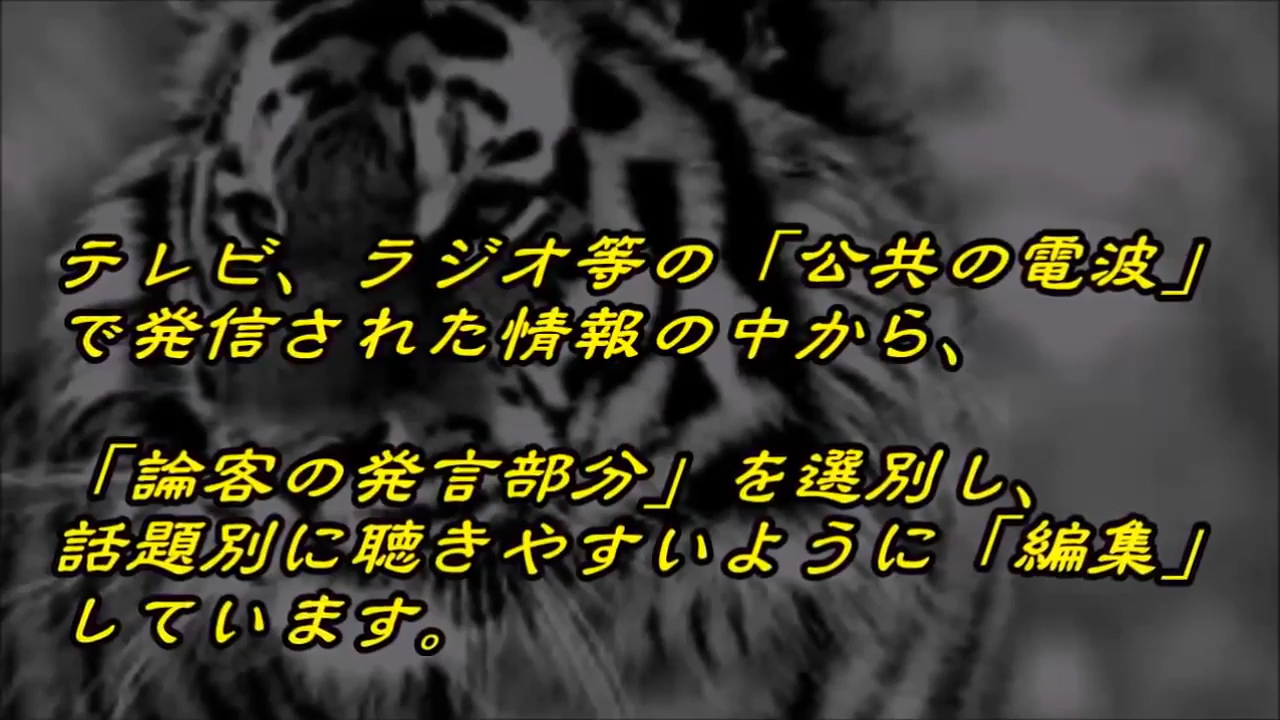 テレビ、ラジオ等の「公共の電波」
で発信された情報の中から、
「論客の発言部分」を選別し、
話題別に聴きやすいように「編集」
しています。